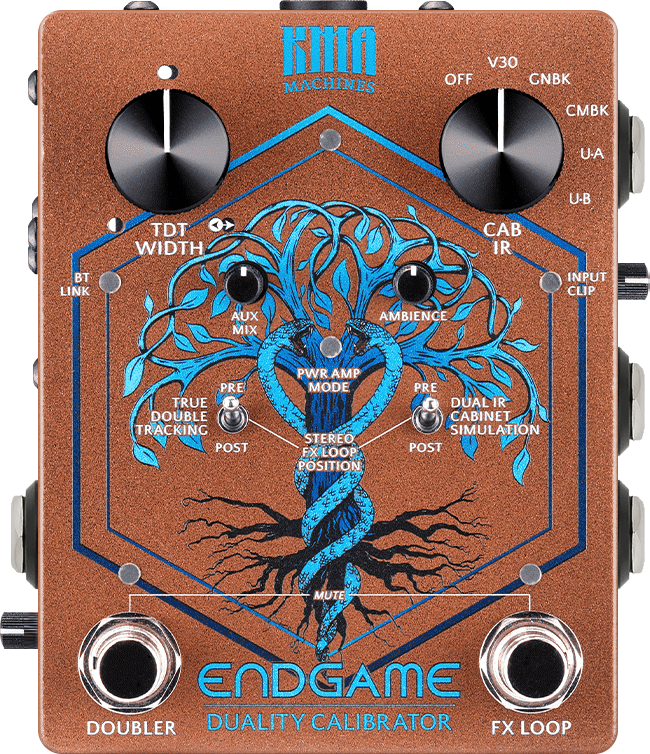 KMA
MACHINES
OFF
V30
GNBK
CMBK
U·A
U·B
TDT
WIDTH
CAB
IR
BT
LINK
INPUT
CLIP
AUX
MIX
AMBIENCE
PWR AMP
MODE
PRE
TRUE
DOUBLE
TRACKING
POST
PRE
DUAL IR
CABINET
SIMULATION
POST
STEREO
FX LOOP
POSITION
MUTE
ENDGAME
DUALITY CALIBRATOR
DOUBLER
FX LOOP